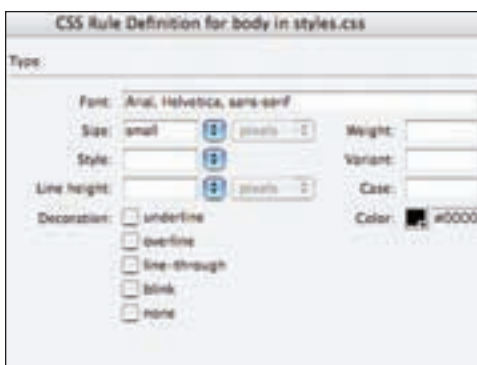 CSS Rule Definition for body in styles.css
Type
Font: Arial, Helvetica, sans-serif
Size: small pixels Weight:
Style: Variant:
Line height: pixels Case:
Decoration: underline Color: #0000
overline
line-through
blink
none